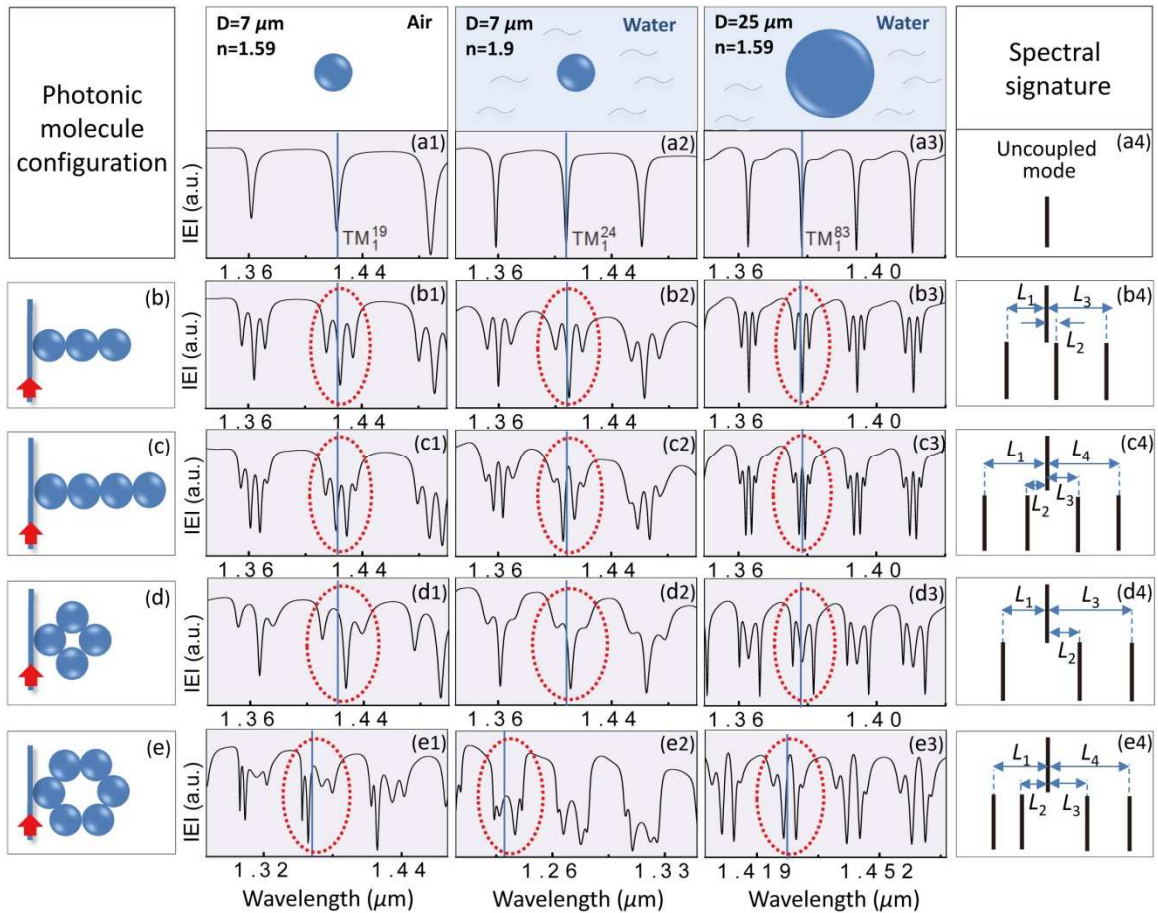 Photonic
molecule
configuration
D=7 μm
n=1.59
Air
D=7 μm
n=1.9
Water
D=25 μm
n=1.59
Water
Spectral
signature
IEI (a.u.)
(a1)
TM₁¹⁹
1.36 1.44
(a2)
TM₁²⁴
1.36 1.44
(a3)
TM₁⁸³
1.36 1.40
(a4)
Uncoupled
mode
(b)
IEI (a.u.)
(b1)
1.36 1.44
(b2)
1.36 1.44
(b3)
1.36 1.40
(b4)
L₁ L₃
L₂
(c)
IEI (a.u.)
(c1)
1.36 1.44
(c2)
1.36 1.44
(c3)
1.36 1.40
(c4)
L₁ L₄
L₂ L₃
(d)
IEI (a.u.)
(d1)
1.36 1.44
(d2)
1.36 1.44
(d3)
1.36 1.40
(d4)
L₁ L₃
L₂
(e)
IEI (a.u.)
(e1)
1.32 1.44
(e2)
1.26 1.33
(e3)
1.419 1.452
(e4)
L₁ L₄
L₂ L₃
Wavelength (μm)
Wavelength (μm)
Wavelength (μm)